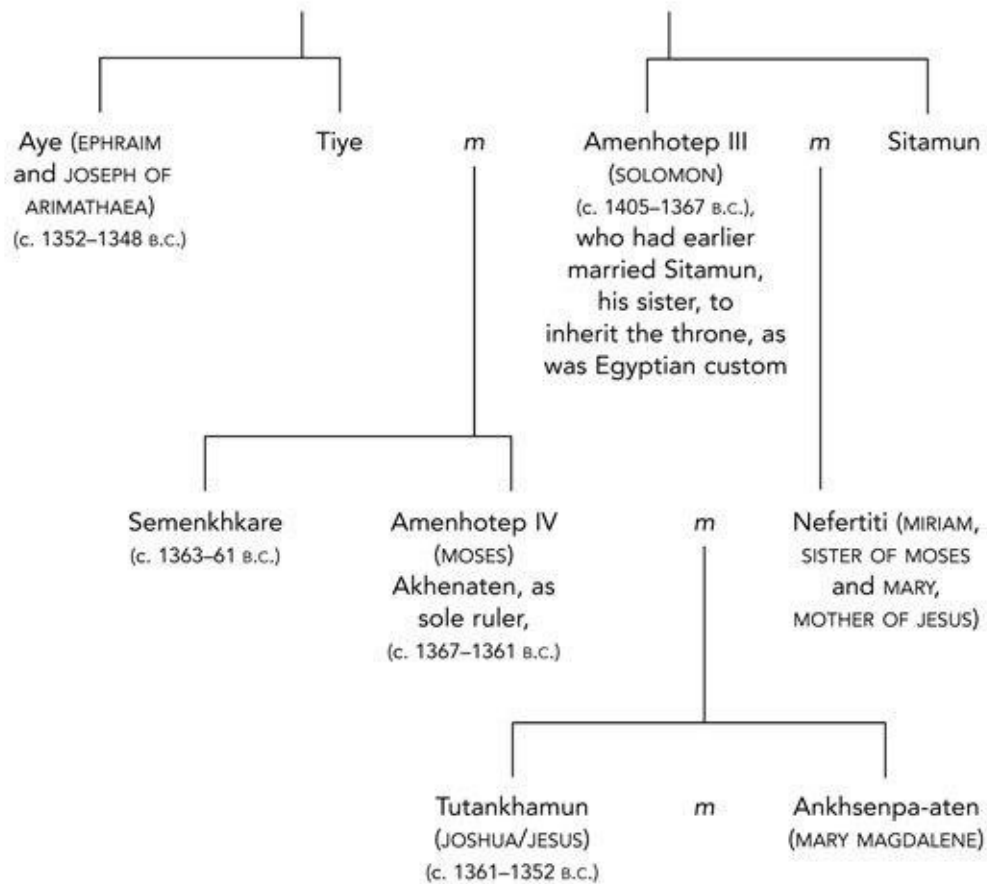 Aye (EPHRAIM
and JOSEPH OF
ARIMATHAEA)
(c. 1352–1348 B.C.)
Tiye
m
Amenhotep III
(SOLOMON)
(c. 1405–1367 B.C.),
who had earlier
married Sitamun,
his sister, to
inherit the throne, as
was Egyptian custom
m
Sitamun
Semenkhkare
(c. 1363–61 B.C.)
Amenhotep IV
(MOSES)
Akhenaten, as
sole ruler,
(c. 1367–1361 B.C.)
m
Nefertiti (MIRIAM,
SISTER OF MOSES
and MARY,
MOTHER OF JESUS)
Tutankhamun
(JOSHUA/JESUS)
(c. 1361–1352 B.C.)
m
Ankhsenpa-aten
(MARY MAGDALENE)